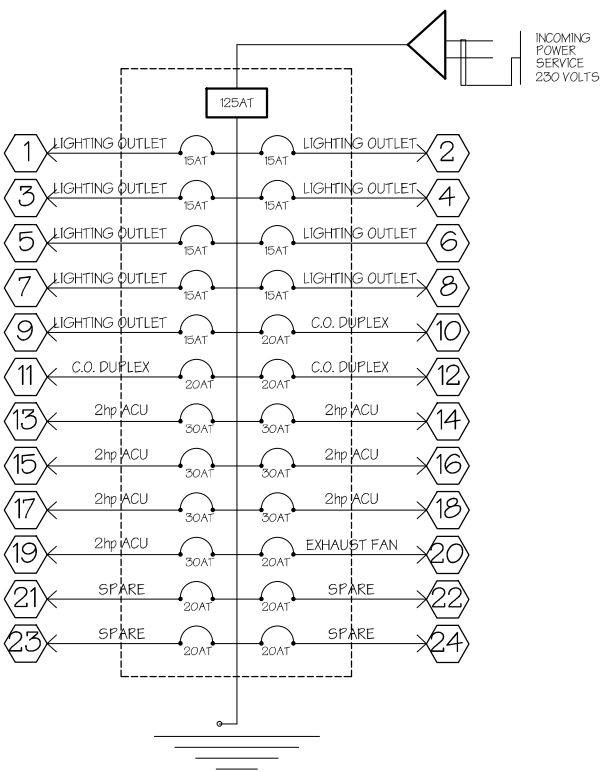 INCOMING
POWER
SERVICE
230 VOLTS
125AT
1 LIGHTING OUTLET 15AT 15AT LIGHTING OUTLET 2
3 LIGHTING OUTLET 15AT 15AT LIGHTING OUTLET 4
5 LIGHTING OUTLET 15AT 15AT LIGHTING OUTLET 6
7 LIGHTING OUTLET 15AT 15AT LIGHTING OUTLET 8
9 LIGHTING OUTLET 15AT 20AT C.O. DUPLEX 10
11 C.O. DUPLEX 20AT 20AT C.O. DUPLEX 12
13 2hp ACU 30AT 30AT 2hp ACU 14
15 2hp ACU 30AT 30AT 2hp ACU 16
17 2hp ACU 30AT 30AT 2hp ACU 18
19 2hp ACU 30AT 20AT EXHAUST FAN 20
21 SPARE 20AT 20AT SPARE 22
23 SPARE 20AT 20AT SPARE 24